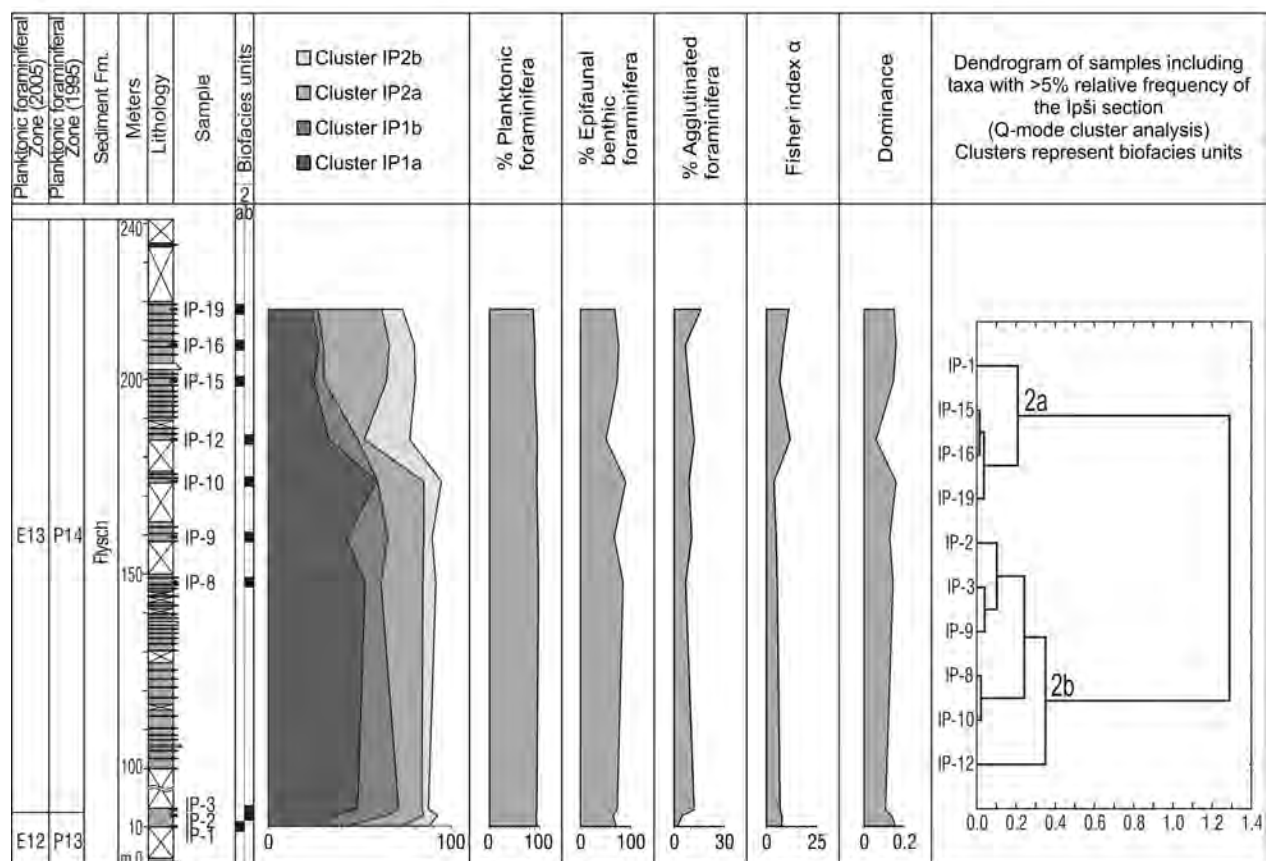 Planktonic foraminiferal
Zone (2005)
Planktonic foraminiferal
Zone (1995)
Sediment Fm.
Meters
Lithology
Sample
Biofacies units
2
ab
Cluster IP2b
Cluster IP2a
Cluster IP1b
Cluster IP1a
% Planktonic
foraminifera
% Epifaunal
benthic
foraminifera
% Agglutinated
foraminifera
Fisher index α
Dominance
Dendrogram of samples including
taxa with >5% relative frequency of
the İpši section
(Q-mode cluster analysis)
Clusters represent biofacies units
240
200
150
100
10
m 0
E13
P14
E12
P13
Flysch
IP-19
IP-16
IP-15
IP-12
IP-10
IP-9
IP-8
IP-3
IP-2
IP-1
100
0 100
0 100
0 30
0 25
0 0.2
IP-1
IP-15
IP-16
IP-19
IP-2
IP-3
IP-9
IP-8
IP-10
IP-12
2a
2b
0.0 0.2 0.4 0.6 0.8 1.0 1.2 1.4